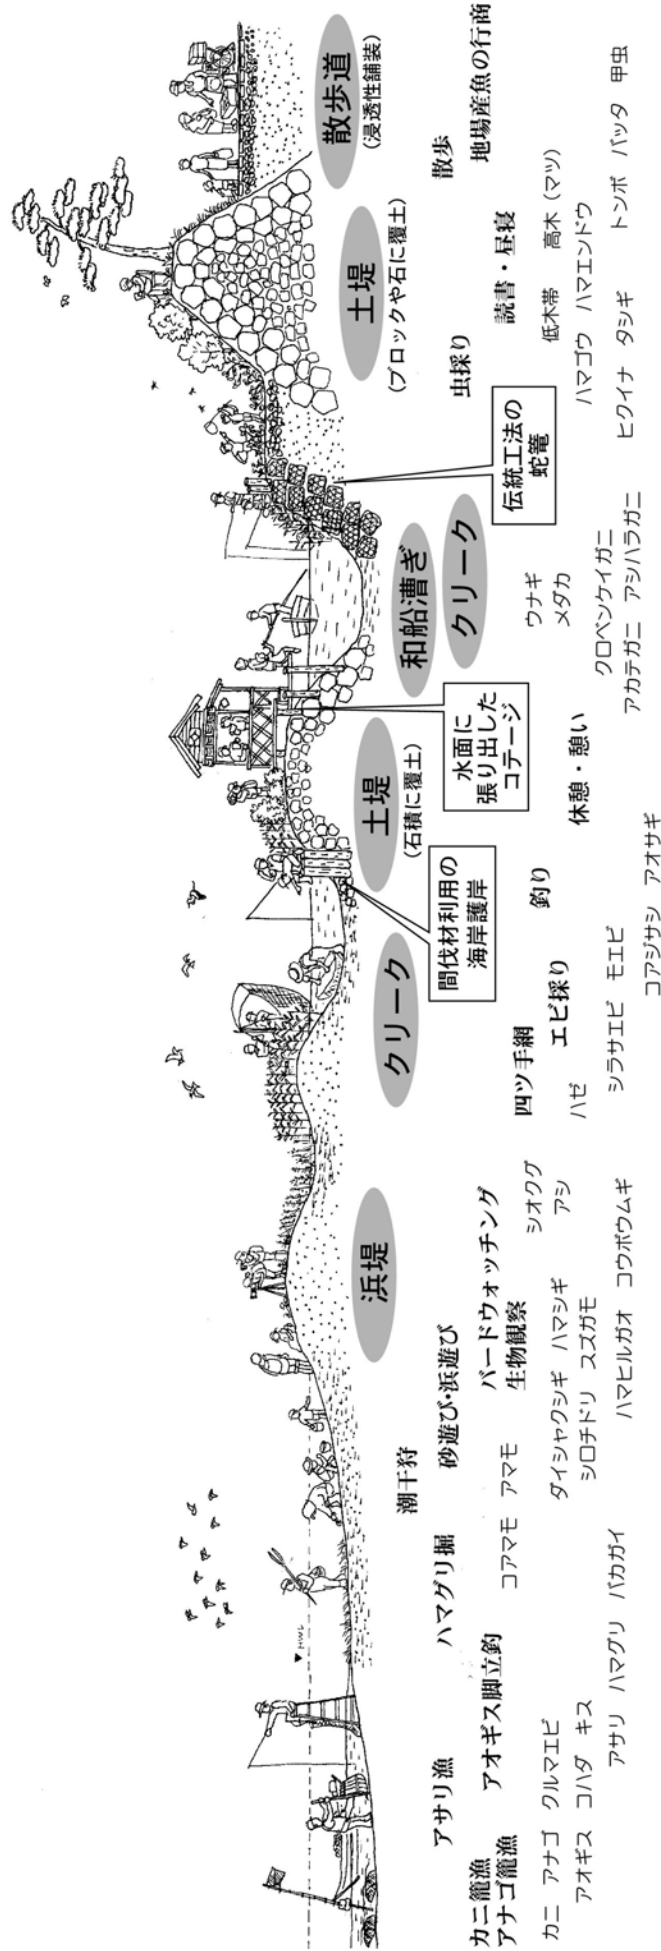 ▼HWL
浜堤
クリーク
土堤
(石積に覆土)
和船漕ぎ
クリーク
土堤
(ブロックや石に覆土)
散歩道
(浸透性舗装)
間伐材利用の
海岸護岸
水面に
張り出した
コテージ
伝統工法の
蛇篭
カニ籠漁
アナゴ籠漁
アサリ漁
アオギス脚立釣
ハマグリ掘
潮干狩
砂遊び・浜遊び
バードウォッチング
生物観察
四ツ手網
エビ採り
釣り
休憩・憩い
虫採り
読書・昼寝
散歩
地場産魚の行商
カニ アナゴ クルマエビ
アオギス コハダ キス
アサリ ハマグリ バカガイ
コアマモ アマモ
ダイシャクシギ ハマシギ
シロチドリ スズガモ
ハマヒルガオ コウボウムギ
シオクグ
アシ
ハゼ
シラサエビ モエビ
コアジサシ アオサギ
ウナギ
メダカ
クロベンケイガニ
アカテガニ アシハラガニ
低木帯 高木(マツ)
ハマゴウ ハマエンドウ
ヒクイナ タシギ
トンボ バッタ 甲虫